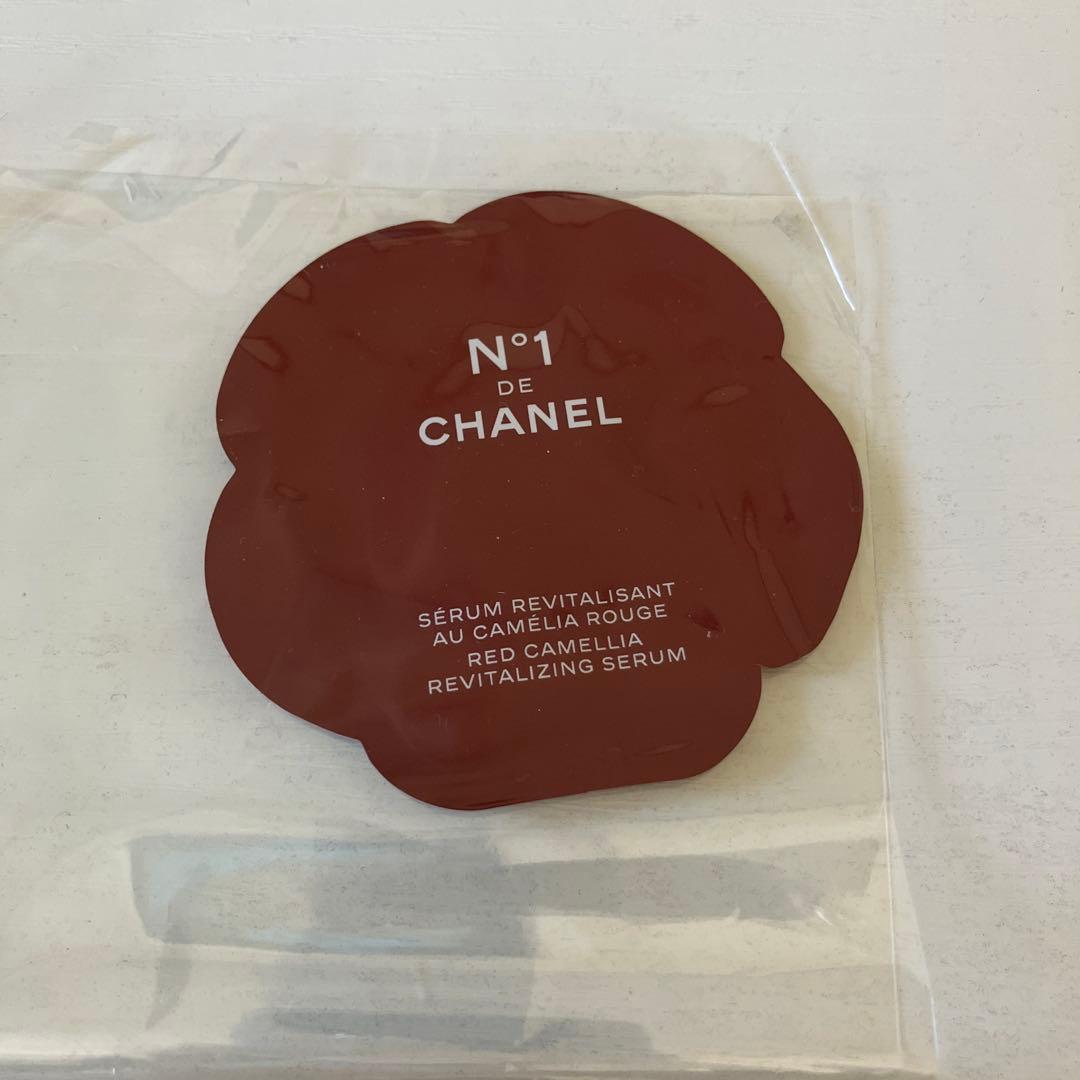 N°1
DE
CHANEL
SÉRUM REVITALISANT
AU CAMÉLIA ROUGE
RED CAMELLIA
REVITALIZING SERUM